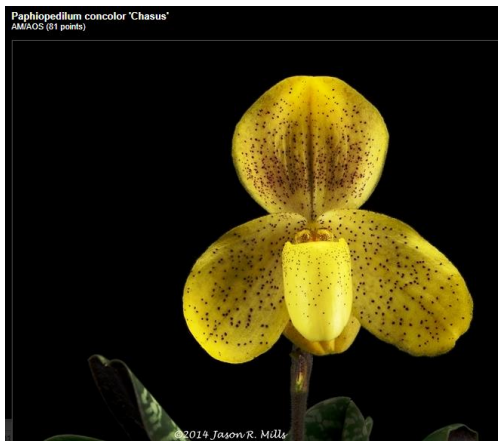 Paphiopedilum concolor 'Chasus'
AM/AOS (81 points)
©2014 Jason R. Mills